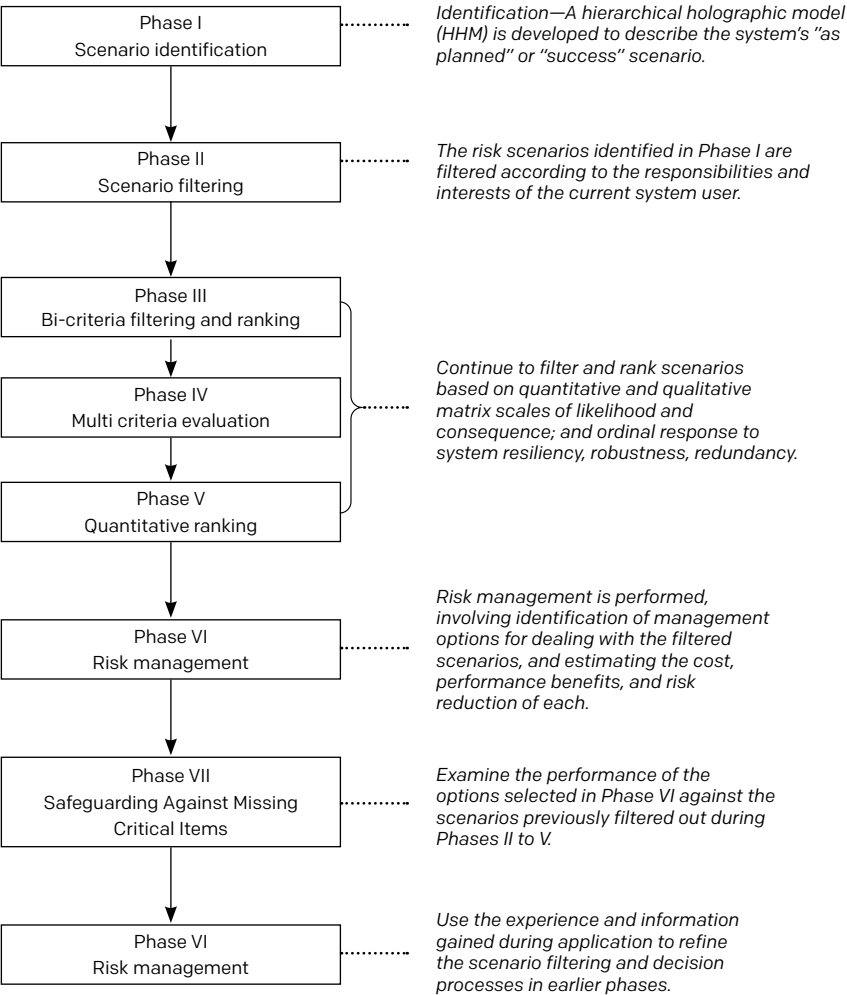 Phase I
Scenario identification
Identification—A hierarchical holographic model
(HHM) is developed to describe the system's "as
planned" or "success" scenario.
Phase II
Scenario filtering
The risk scenarios identified in Phase I are
filtered according to the responsibilities and
interests of the current system user.
Phase III
Bi-criteria filtering and ranking
Phase IV
Multi criteria evaluation
Phase V
Quantitative ranking
Continue to filter and rank scenarios
based on quantitative and qualitative
matrix scales of likelihood and
consequence; and ordinal response to
system resiliency, robustness, redundancy.
Phase VI
Risk management
Risk management is performed,
involving identification of management
options for dealing with the filtered
scenarios, and estimating the cost,
performance benefits, and risk
reduction of each.
Phase VII
Safeguarding Against Missing
Critical Items
Examine the performance of the
options selected in Phase VI against the
scenarios previously filtered out during
Phases II to V.
Phase VI
Risk management
Use the experience and information
gained during application to refine
the scenario filtering and decision
processes in earlier phases.